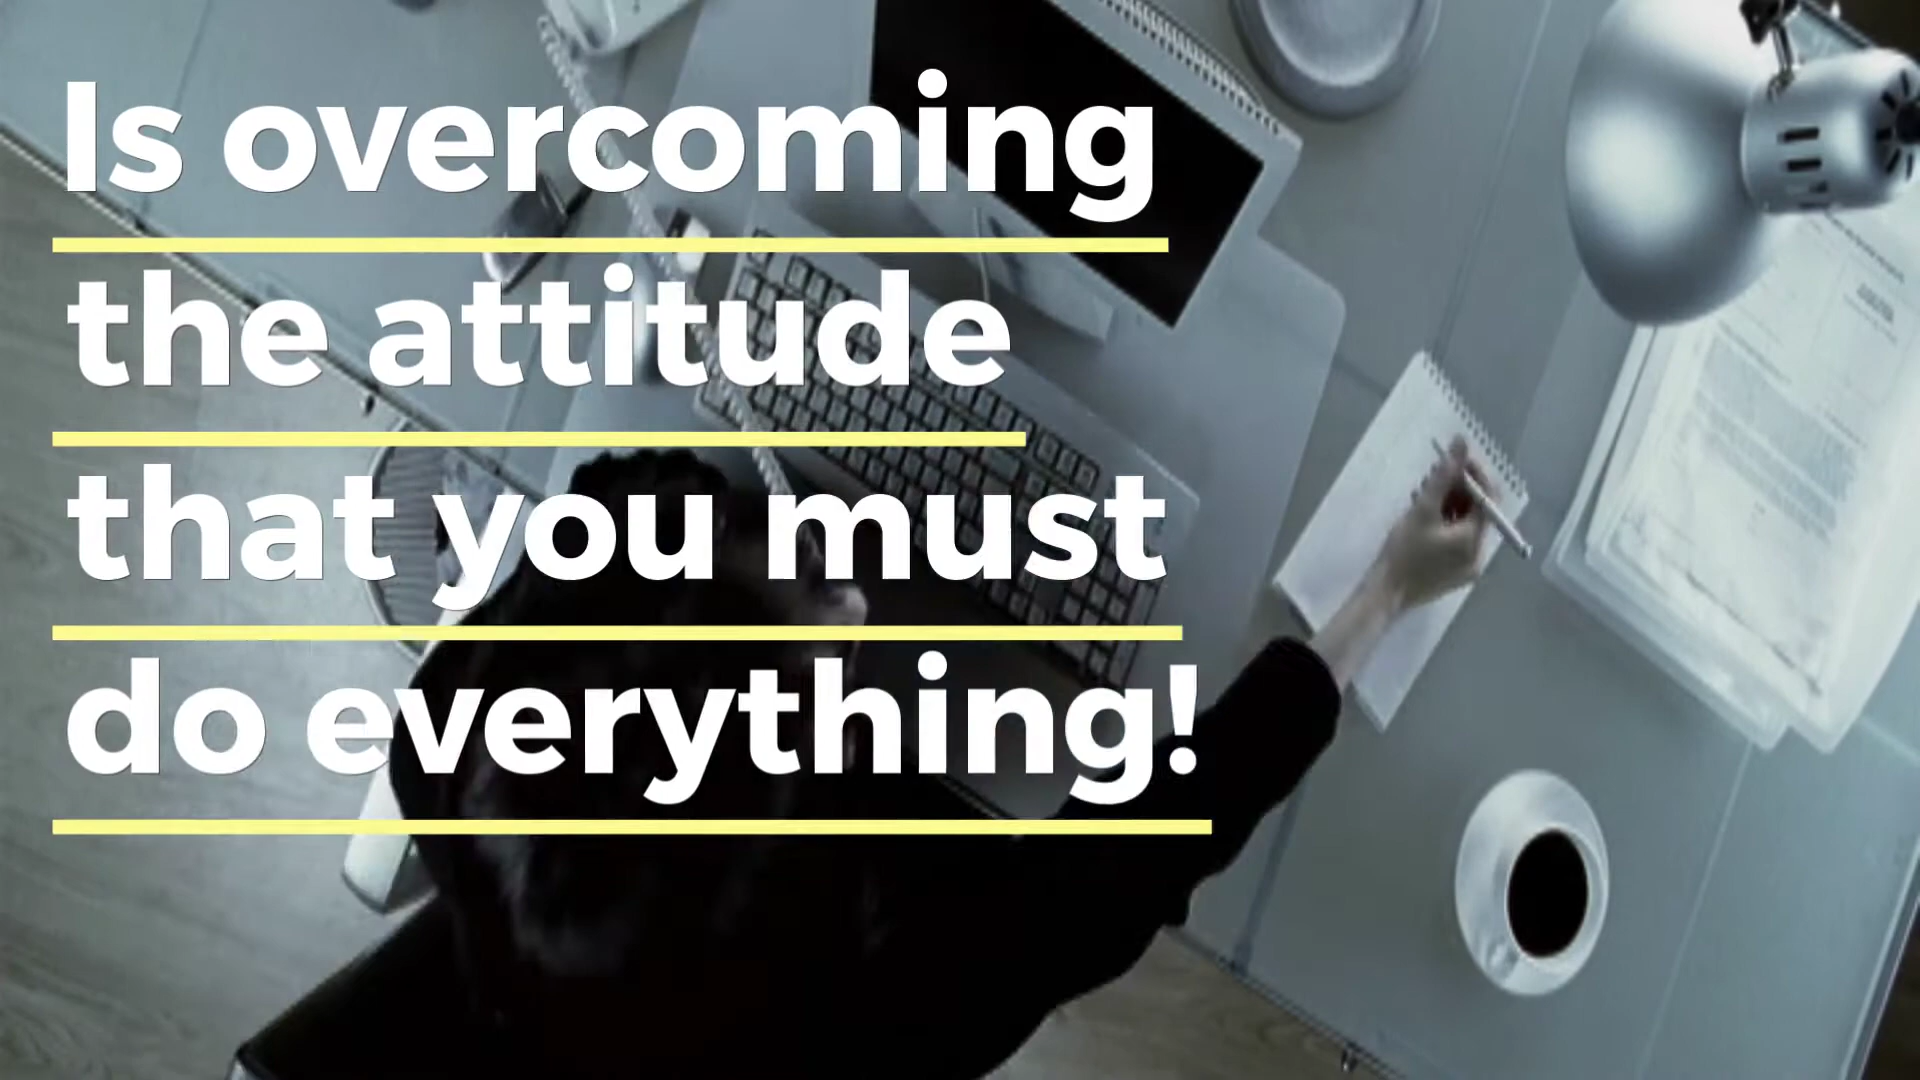 Is overcoming
the attitude
that you must
do everything!